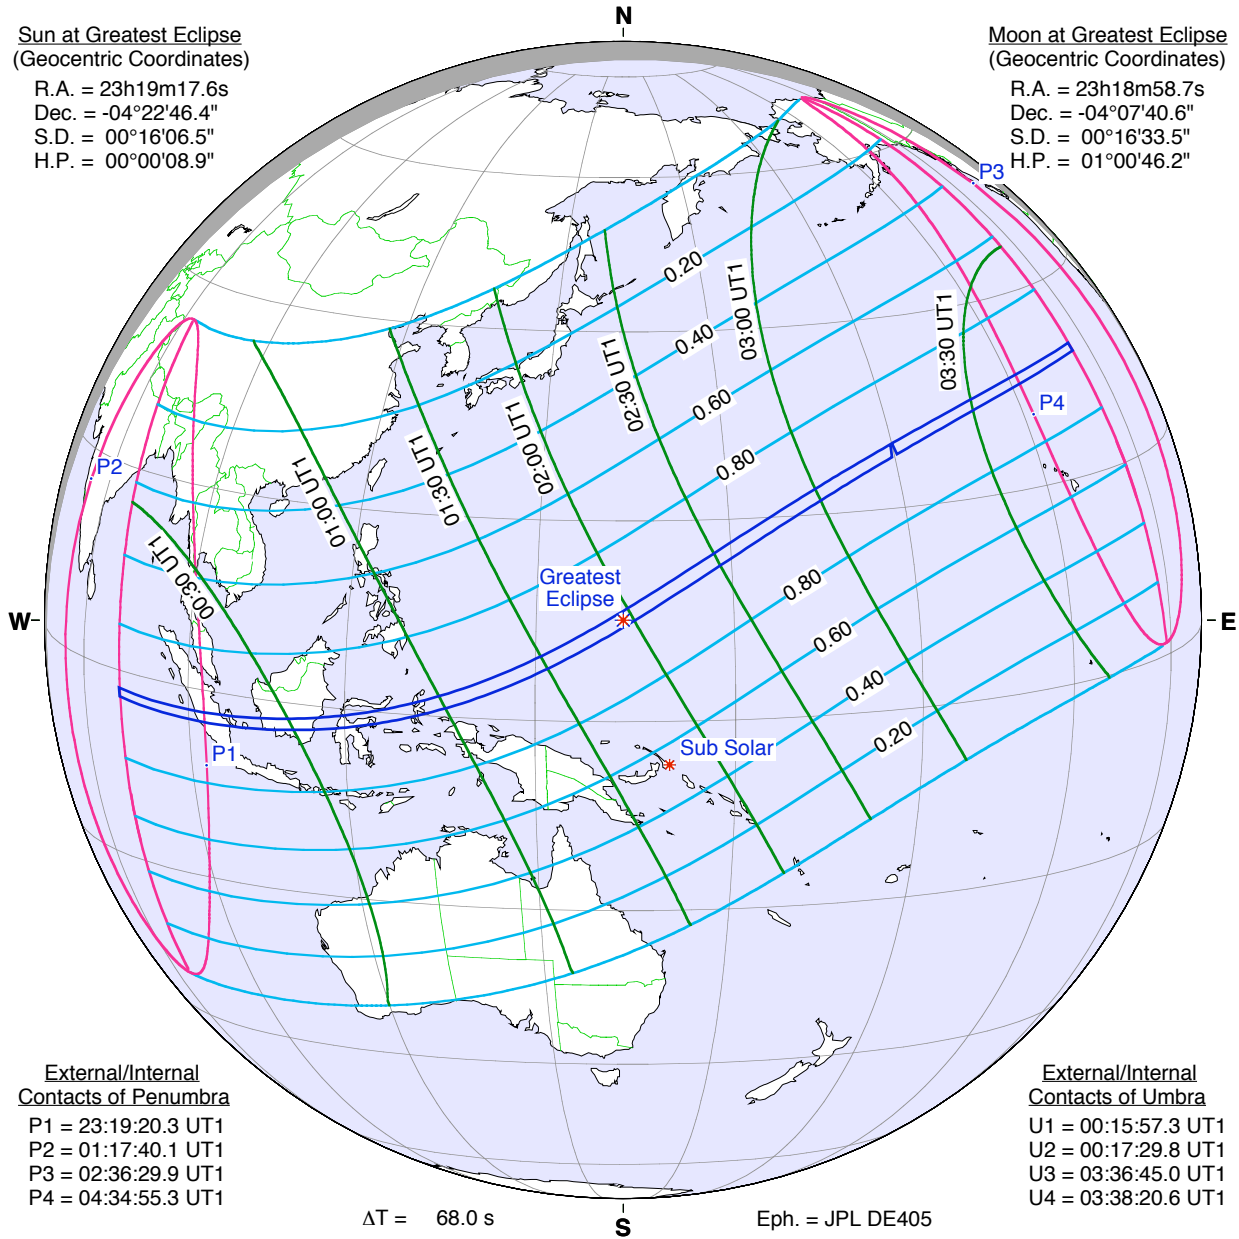 N
Sun at Greatest Eclipse
(Geocentric Coordinates)
R.A. = 23h19m17.6s
Dec. = -04°22'46.4"
S.D. = 00°16'06.5"
H.P. = 00°00'08.9"
Moon at Greatest Eclipse
(Geocentric Coordinates)
R.A. = 23h18m58.7s
Dec. = -04°07'40.6"
S.D. = 00°16'33.5"
H.P. = 01°00'46.2"
P3
0.20
03:00 UT1
0.40
03:30 UT1
02:30 UT1
0.60
P4
02:00 UT1
0.80
01:30 UT1
P2
01:00 UT1
00:30 UT1
Greatest
Eclipse
0.80
W
E
0.60
0.40
0.20
P1
Sub Solar
External/Internal
Contacts of Penumbra
P1 = 23:19:20.3 UT1
P2 = 01:17:40.1 UT1
P3 = 02:36:29.9 UT1
P4 = 04:34:55.3 UT1
External/Internal
Contacts of Umbra
U1 = 00:15:57.3 UT1
U2 = 00:17:29.8 UT1
U3 = 03:36:45.0 UT1
U4 = 03:38:20.6 UT1
ΔT = 68.0 s
S
Eph. = JPL DE405